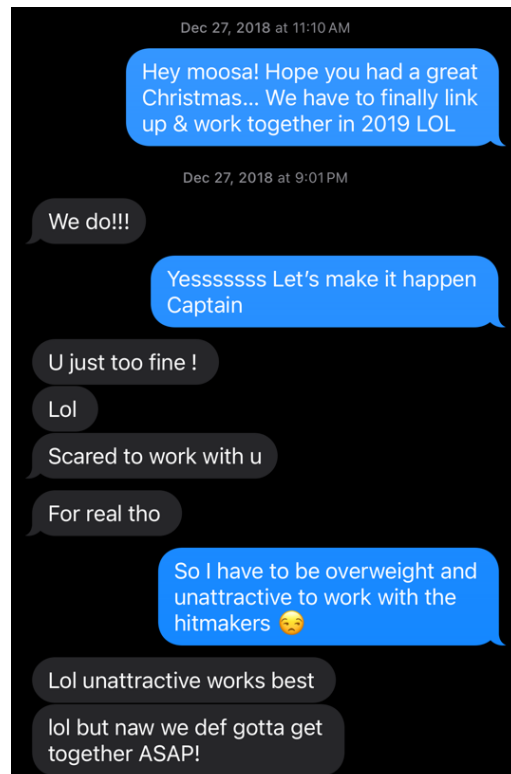 Dec 27, 2018 at 11:10 AM
Hey moosa! Hope you had a great
Christmas... We have to finally link
up & work together in 2019 LOL
Dec 27, 2018 at 9:01 PM
We do!!!
Yesssssss Let's make it happen
Captain
U just too fine !
Lol
Scared to work with u
For real tho
So I have to be overweight and
unattractive to work with the
hitmakers 😒
Lol unattractive works best
lol but naw we def gotta get
together ASAP!